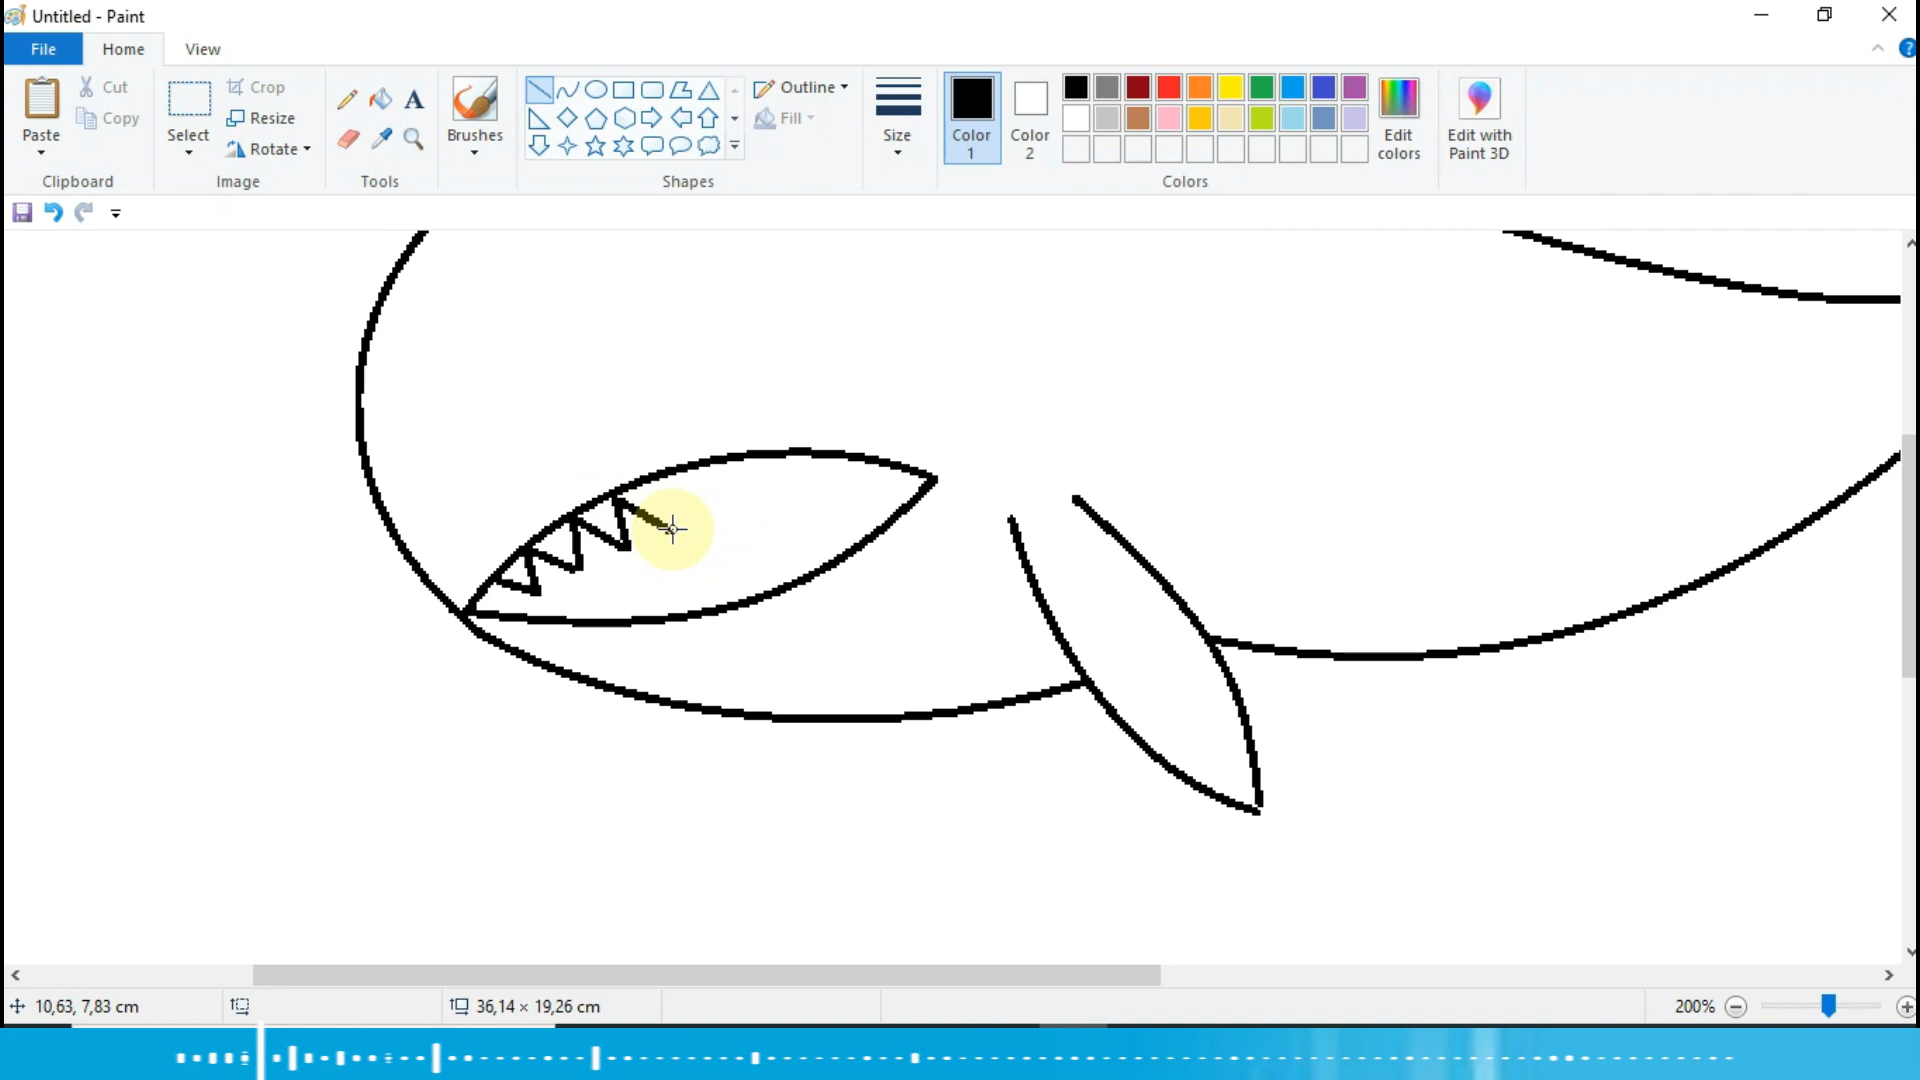 Untitled - Paint
File Home View
Paste Cut Copy Select Crop Resize Rotate A Brushes Outline Fill Size Color 1 Color 2 Edit colors Edit with Paint 3D
Clipboard Image Tools Shapes Colors
10,63, 7,83 cm 36,14 × 19,26 cm 200%